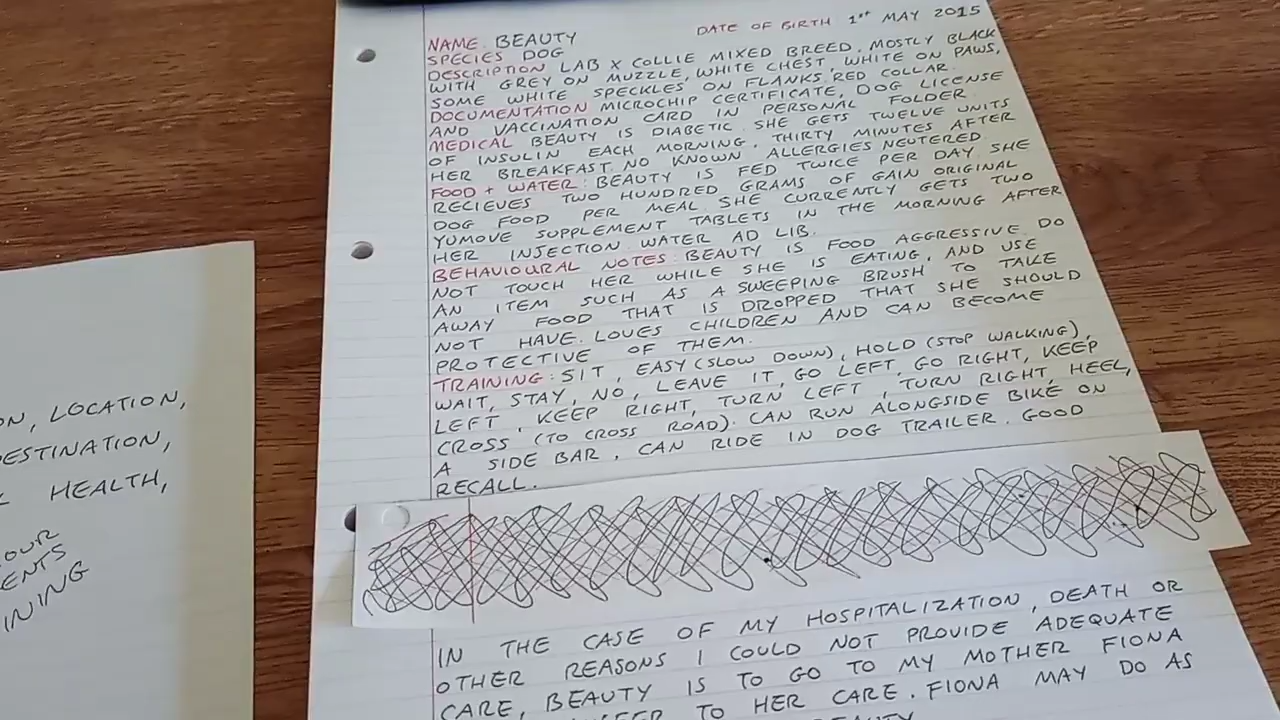 NAME. BEAUTY DATE OF BIRTH 1st MAY 2015
SPECIES DOG
DESCRIPTION LAB X COLLIE MIXED BREED. MOSTLY BLACK
WITH GREY ON MUZZLE, WHITE CHEST WHITE ON PAWS,
SOME WHITE SPECKLES ON FLANKS RED COLLAR.
DOCUMENTATION MICROCHIP CERTIFICATE, DOG LICENSE
AND VACCINATION CARD IN PERSONAL FOLDER
MEDICAL BEAUTY IS DIABETIC. SHE GETS TWELVE UNITS
OF INSULIN EACH MORNING. THIRTY MINUTES AFTER
HER BREAKFAST. NO KNOWN ALLERGIES NEUTERED.
FOOD + WATER: BEAUTY IS FED TWICE PER DAY SHE
RECIEVES TWO HUNDRED GRAMS OF GAIN ORIGINAL
DOG FOOD PER MEAL SHE CURRENTLY GETS TWO
YUMOVE SUPPLEMENT TABLETS IN THE MORNING AFTER
HER INJECTION. WATER AD LIB.
BEHAVIOURAL NOTES: BEAUTY IS FOOD AGGRESSIVE. DO
NOT TOUCH HER WHILE SHE IS EATING, AND USE
AN ITEM SUCH AS A SWEEPING BRUSH TO TAKE
AWAY FOOD THAT IS DROPPED THAT SHE SHOULD
NOT HAVE. LOVES CHILDREN AND CAN BECOME
PROTECTIVE OF THEM.
TRAINING: SIT, EASY (SLOW DOWN), HOLD (STOP WALKING),
WAIT, STAY, NO, LEAVE IT, GO LEFT, GO RIGHT, KEEP
LEFT, KEEP RIGHT, TURN LEFT, TURN RIGHT, HEEL,
CROSS (TO CROSS ROAD). CAN RUN ALONGSIDE BIKE ON
A SIDE BAR, CAN RIDE IN DOG TRAILER. GOOD
RECALL.
IN THE CASE OF MY HOSPITALIZATION, DEATH OR
OTHER REASONS I COULD NOT PROVIDE ADEQUATE
CARE, BEAUTY IS TO GO TO MY MOTHER FIONA
TO HER CARE. FIONA MAY DO AS
LOCATION,
HEALTH,